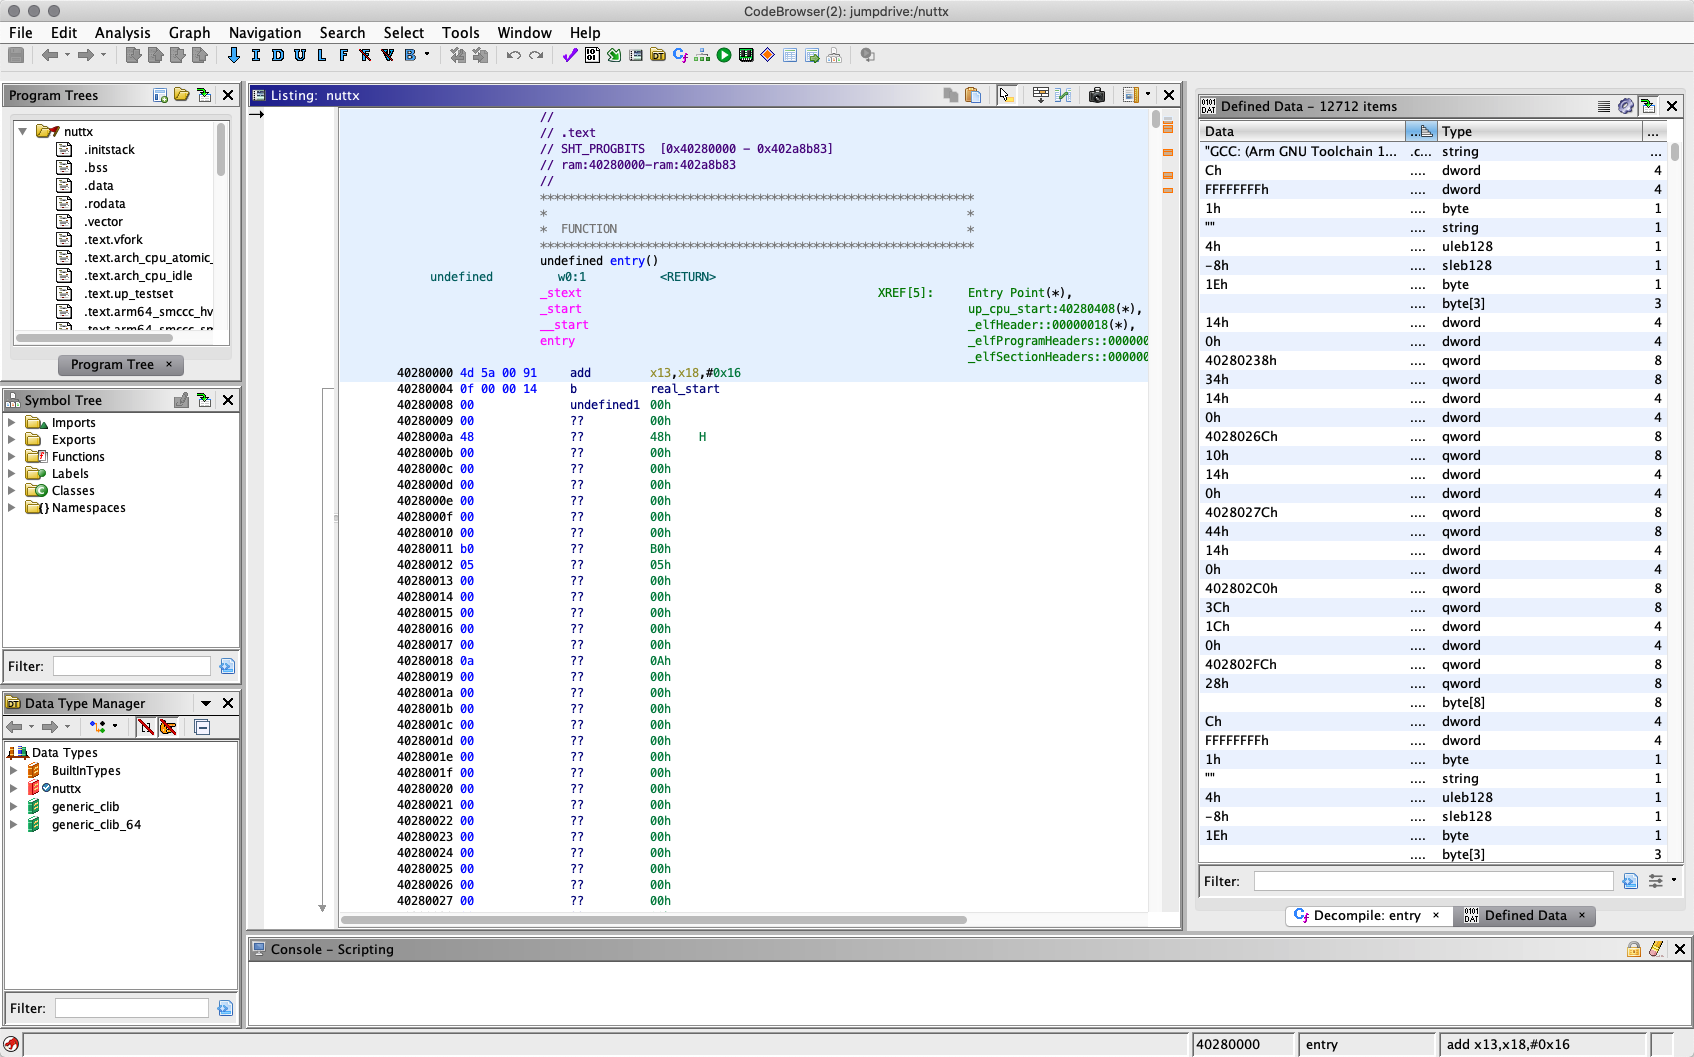 CodeBrowser(2): jumpdrive:/nuttx
File Edit Analysis Graph Navigation Search Select Tools Window Help
I D U L F B
Program Trees
nuttx
.initstack
.bss
.data
.rodata
.vector
.text.vfork
.text.arch_cpu_atomic_
.text.arch_cpu_idle
.text.up_testset
.text.arm64_smccc_hv
Program Tree ×
Symbol Tree
Imports
Exports
Functions
Labels
Classes
Namespaces
Filter:
Data Type Manager
Data Types
BuiltInTypes
nuttx
generic_clib
generic_clib_64
Filter:
Listing: nuttx
//
// .text
// SHT_PROGBITS [0x40280000 - 0x402a8b83]
// ram:40280000-ram:402a8b83
//
**************************************************************
* *
* FUNCTION *
**************************************************************
undefined entry()
undefined w0:1 <RETURN>
_stext XREF[5]: Entry Point(*),
_start up_cpu_start:40280408(*),
__start _elfHeader::00000018(*),
entry _elfProgramHeaders::000000
_elfSectionHeaders::000000
40280000 4d 5a 00 91 add x13,x18,#0x16
40280004 0f 00 00 14 b real_start
40280008 00 undefined1 00h
40280009 00 ?? 00h
4028000a 48 ?? 48h H
4028000b 00 ?? 00h
4028000c 00 ?? 00h
4028000d 00 ?? 00h
4028000e 00 ?? 00h
4028000f 00 ?? 00h
40280010 00 ?? 00h
40280011 b0 ?? B0h
40280012 05 ?? 05h
40280013 00 ?? 00h
40280014 00 ?? 00h
40280015 00 ?? 00h
40280016 00 ?? 00h
40280017 00 ?? 00h
40280018 0a ?? 0Ah
40280019 00 ?? 00h
4028001a 00 ?? 00h
4028001b 00 ?? 00h
4028001c 00 ?? 00h
4028001d 00 ?? 00h
4028001e 00 ?? 00h
4028001f 00 ?? 00h
40280020 00 ?? 00h
40280021 00 ?? 00h
40280022 00 ?? 00h
40280023 00 ?? 00h
40280024 00 ?? 00h
40280025 00 ?? 00h
40280026 00 ?? 00h
40280027 00 ?? 00h
Defined Data - 12712 items
Data ... Type ...
"GCC: (Arm GNU Toolchain 1... .c... string ...
Ch .... dword 4
FFFFFFFFh .... dword 4
1h .... byte 1
"" .... string 1
4h .... uleb128 1
-8h .... sleb128 1
1Eh .... byte 1
.... byte[3] 3
14h .... dword 4
0h .... dword 4
40280238h .... qword 8
34h .... qword 8
14h .... dword 4
0h .... dword 4
4028026Ch .... qword 8
10h .... qword 8
14h .... dword 4
0h .... dword 4
4028027Ch .... qword 8
44h .... qword 8
14h .... dword 4
0h .... dword 4
402802C0h .... qword 8
3Ch .... qword 8
1Ch .... dword 4
0h .... dword 4
402802FCh .... qword 8
28h .... qword 8
.... byte[8] 8
Ch .... dword 4
FFFFFFFFh .... dword 4
1h .... byte 1
"" .... string 1
4h .... uleb128 1
-8h .... sleb128 1
1Eh .... byte 1
.... byte[3] 3
Filter:
Decompile: entry × Defined Data ×
Console - Scripting
40280000 entry add x13,x18,#0x16